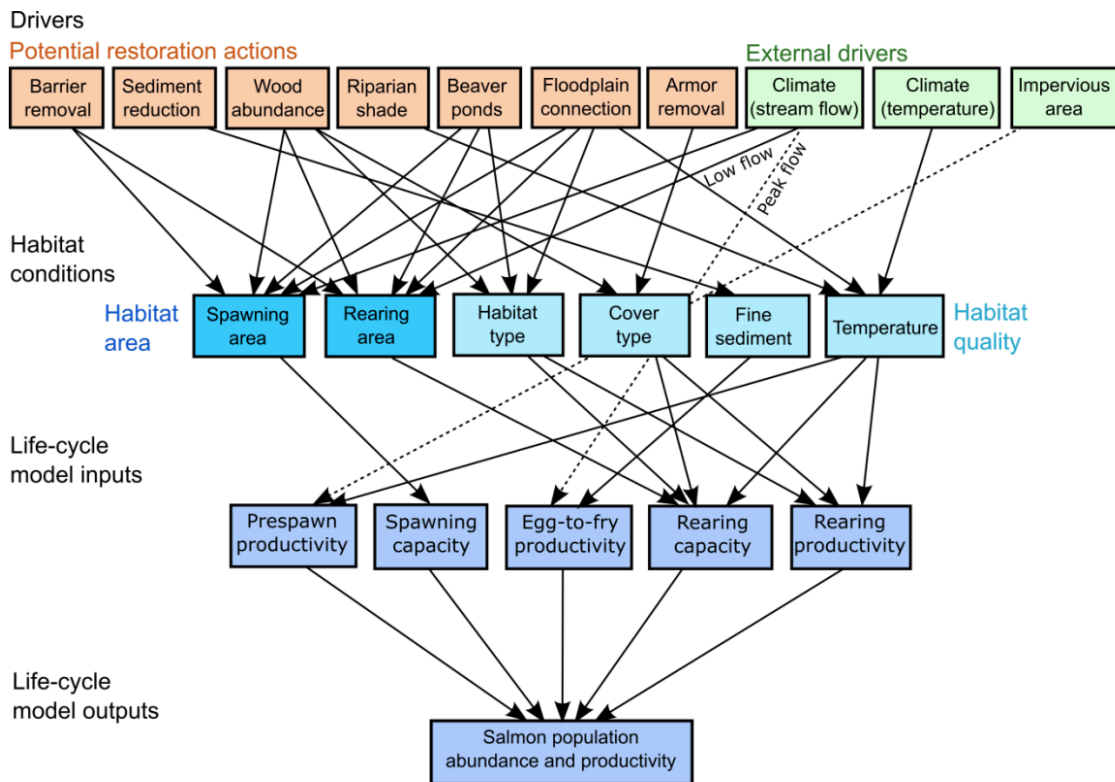 Drivers
Potential restoration actions
External drivers
Barrier
removal
Sediment
reduction
Wood
abundance
Riparian
shade
Beaver
ponds
Floodplain
connection
Armor
removal
Climate
(stream flow)
Climate
(temperature)
Impervious
area
Low flow
Peak flow
Habitat
conditions
Habitat
area
Spawning
area
Rearing
area
Habitat
type
Cover
type
Fine
sediment
Temperature
Habitat
quality
Life-cycle
model inputs
Prespawn
productivity
Spawning
capacity
Egg-to-fry
productivity
Rearing
capacity
Rearing
productivity
Life-cycle
model outputs
Salmon population
abundance and productivity